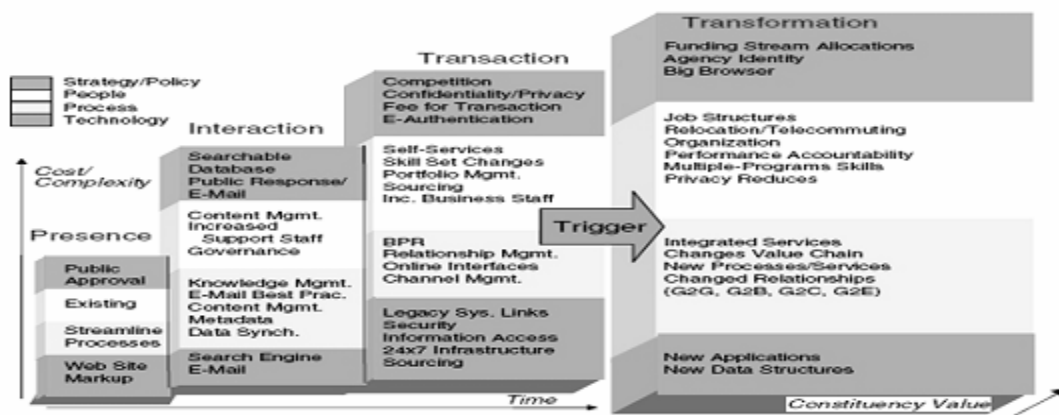 Strategy/Policy
People
Process
Technology
Cost/
Complexity
Presence
Public
Approval
Existing
Streamline
Processes
Web Site
Markup
Interaction
Searchable
Database
Public Response/
E-Mail
Content Mgmt.
Increased
Support Staff
Governance
Knowledge Mgmt.
E-Mail Best Prac.
Content Mgmt.
Metadata
Data Synch.
Search Engine
E-Mail
Transaction
Competition
Confidentiality/Privacy
Fee for Transaction
E-Authentication
Self-Services
Skill Set Changes
Portfolio Mgmt.
Sourcing
Inc. Business Staff
BPR
Relationship Mgmt.
Online Interfaces
Channel Mgmt.
Legacy Sys. Links
Security
Information Access
24x7 Infrastructure
Sourcing
Trigger
Transformation
Funding Stream Allocations
Agency Identity
Big Browser
Job Structures
Relocation/Telecommuting
Organization
Performance Accountability
Multiple-Programs Skills
Privacy Reduces
Integrated Services
Changes Value Chain
New Processes/Services
Changed Relationships
(G2G, G2B, G2C, G2E)
New Applications
New Data Structures
Time
Constituency Value